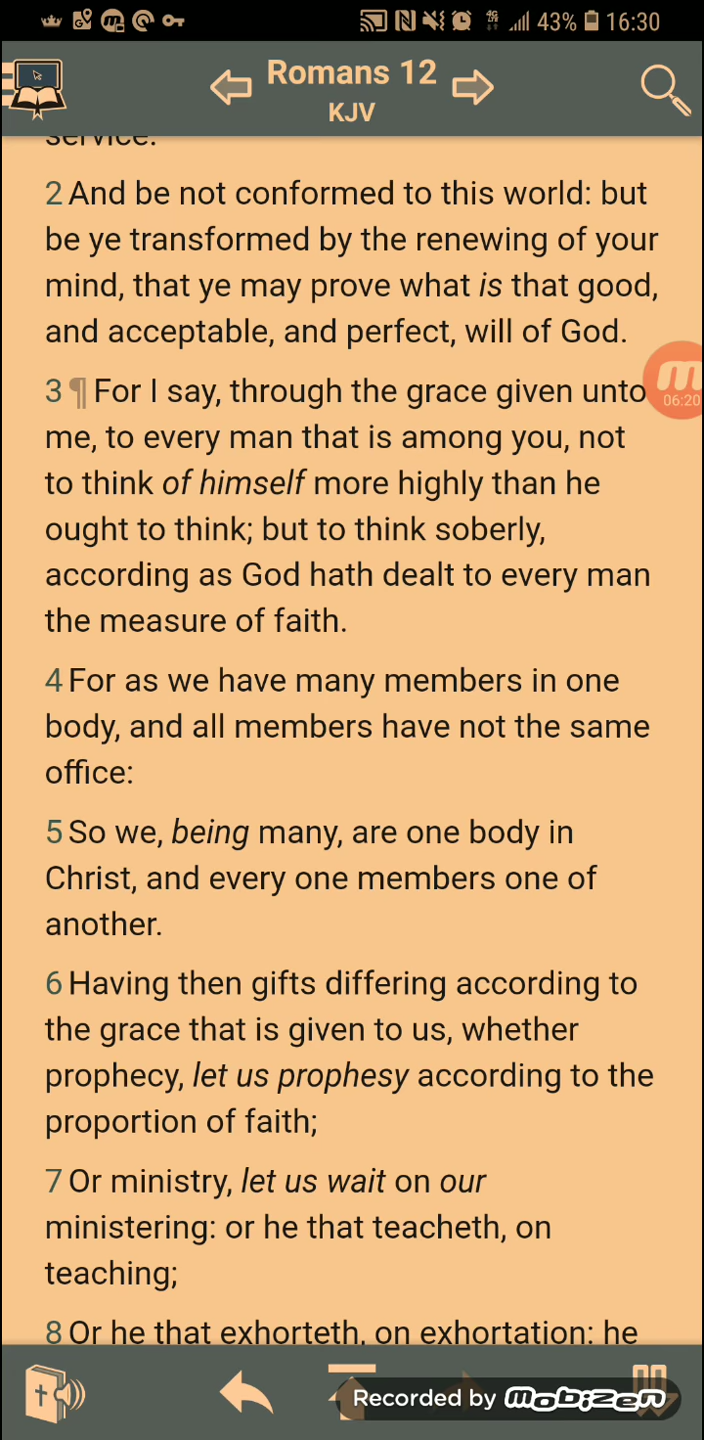 43% 16:30
Romans 12
KJV
service.
2 And be not conformed to this world: but
be ye transformed by the renewing of your
mind, that ye may prove what is that good,
and acceptable, and perfect, will of God.
3 ¶ For I say, through the grace given unto
06:20
me, to every man that is among you, not
to think of himself more highly than he
ought to think; but to think soberly,
according as God hath dealt to every man
the measure of faith.
4 For as we have many members in one
body, and all members have not the same
office:
5 So we, being many, are one body in
Christ, and every one members one of
another.
6 Having then gifts differing according to
the grace that is given to us, whether
prophecy, let us prophesy according to the
proportion of faith;
7 Or ministry, let us wait on our
ministering: or he that teacheth, on
teaching;
8 Or he that exhorteth, on exhortation: he
Recorded by mobizen